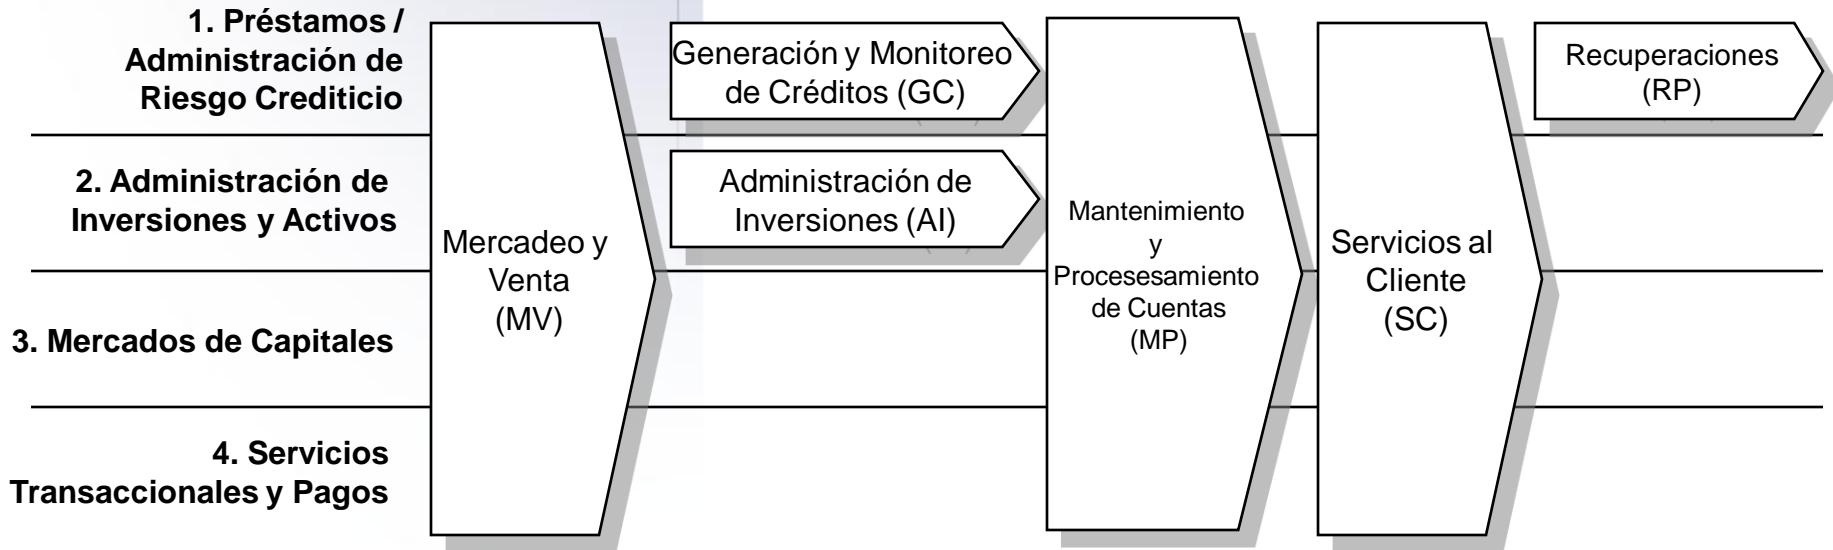 1. Préstamos /
Administración de
Riesgo Crediticio
2. Administración de
Inversiones y Activos
3. Mercados de Capitales
4. Servicios
Transaccionales y Pagos
Mercadeo y
Venta
(MV)
Generación y Monitoreo
de Créditos (GC)
Administración de
Inversiones (AI)
Mantenimiento
y
Procesesamiento
de Cuentas
(MP)
Servicios al
Cliente
(SC)
Recuperaciones
(RP)